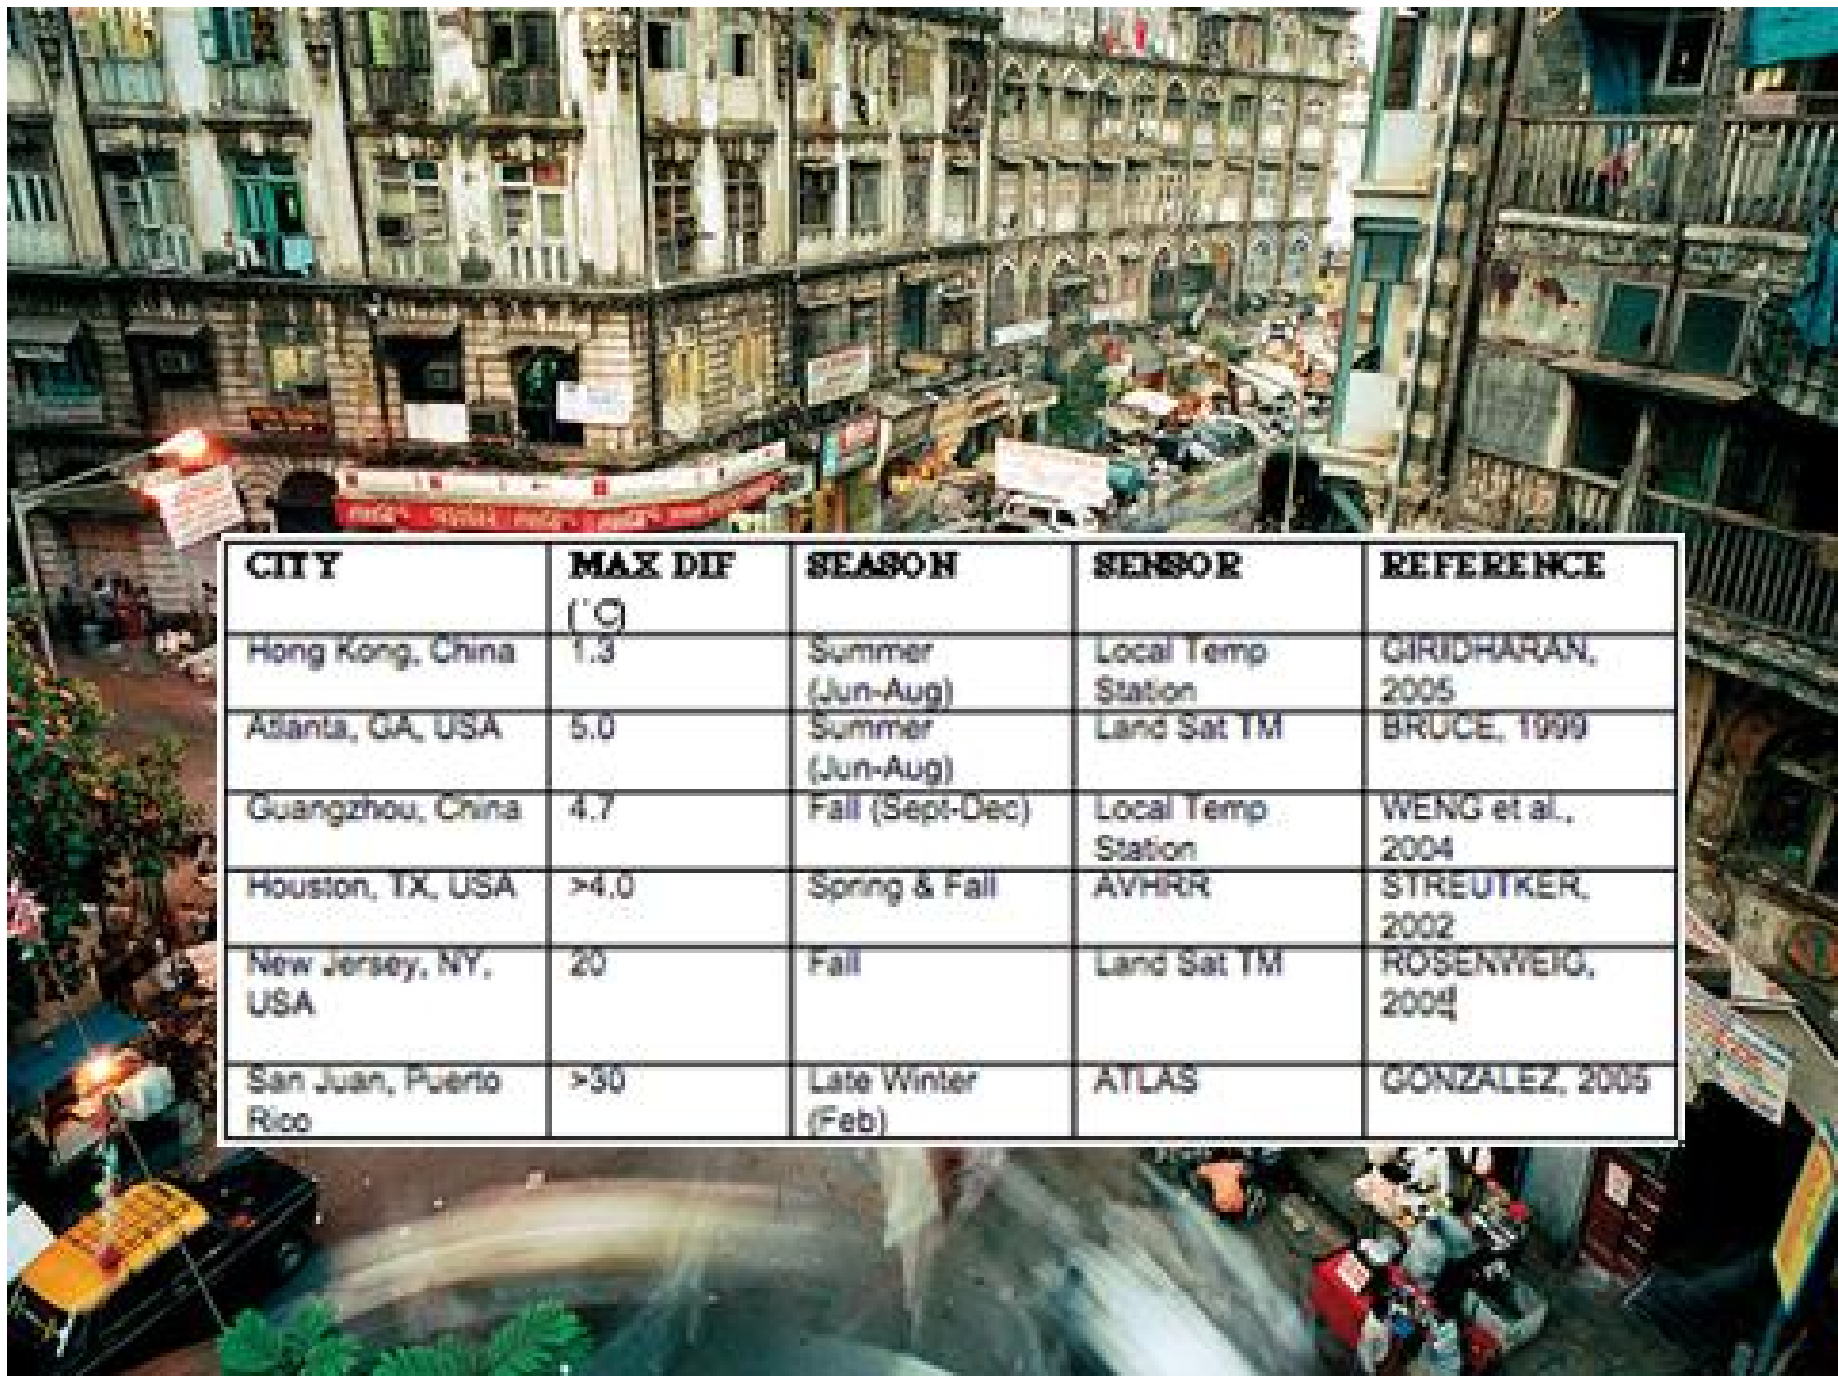 CITY MAX DIF SEASON SENSOR REFERENCE
(°C)
Hong Kong, China 1.3 Summer Local Temp GIRIDHARAN,
(Jun-Aug) Station 2005
Atlanta, GA, USA 5.0 Summer Land Sat TM BRUCE, 1999
(Jun-Aug)
Guangzhou, China 4.7 Fall (Sept-Dec) Local Temp WENG et al.,
Station 2004
Houston, TX, USA >4.0 Spring & Fall AVHRR STREUTKER,
2002
New Jersey, NY, 20 Fall Land Sat TM ROSENWEIG,
USA 2005
San Juan, Puerto >30 Late Winter ATLAS GONZALEZ, 2005
Rico (Feb)